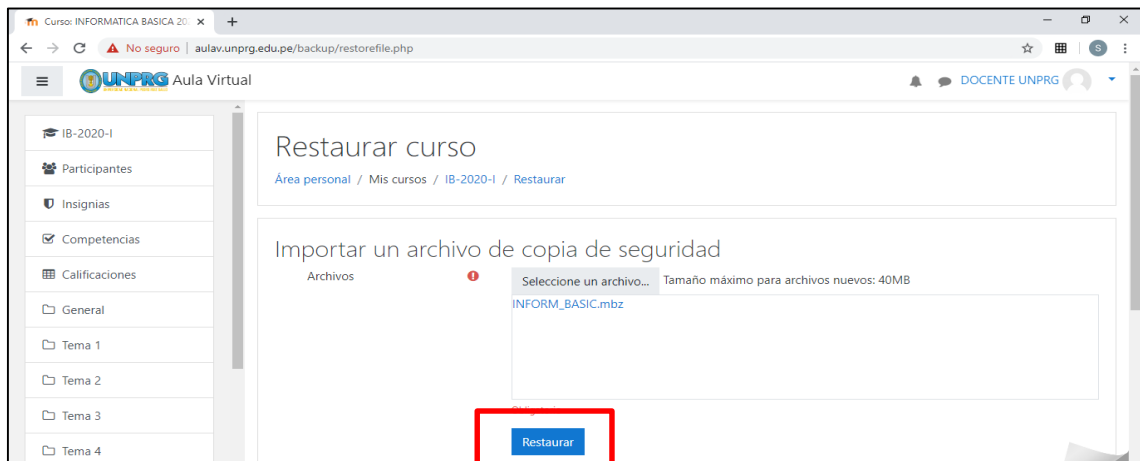 Curso: INFORMATICA BASICA 20
No seguro | aulav.unprg.edu.pe/backup/restorefile.php
S
UNPRG Aula Virtual
DOCENTE UNPRG
IB-2020-I
Participantes
Insignias
Competencias
Calificaciones
General
Tema 1
Tema 2
Tema 3
Tema 4
Restaurar curso
Área personal / Mis cursos / IB-2020-I / Restaurar
Importar un archivo de copia de seguridad
Archivos
Seleccione un archivo... Tamaño máximo para archivos nuevos: 40MB
INFORM_BASIC.mbz
Restaurar